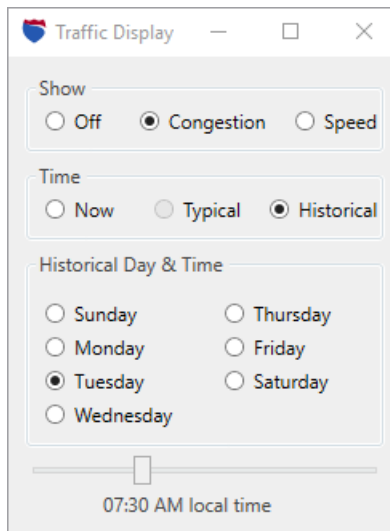 Traffic Display
Show
Off Congestion Speed
Time
Now Typical Historical
Historical Day & Time
Sunday Thursday
Monday Friday
Tuesday Saturday
Wednesday
07:30 AM local time